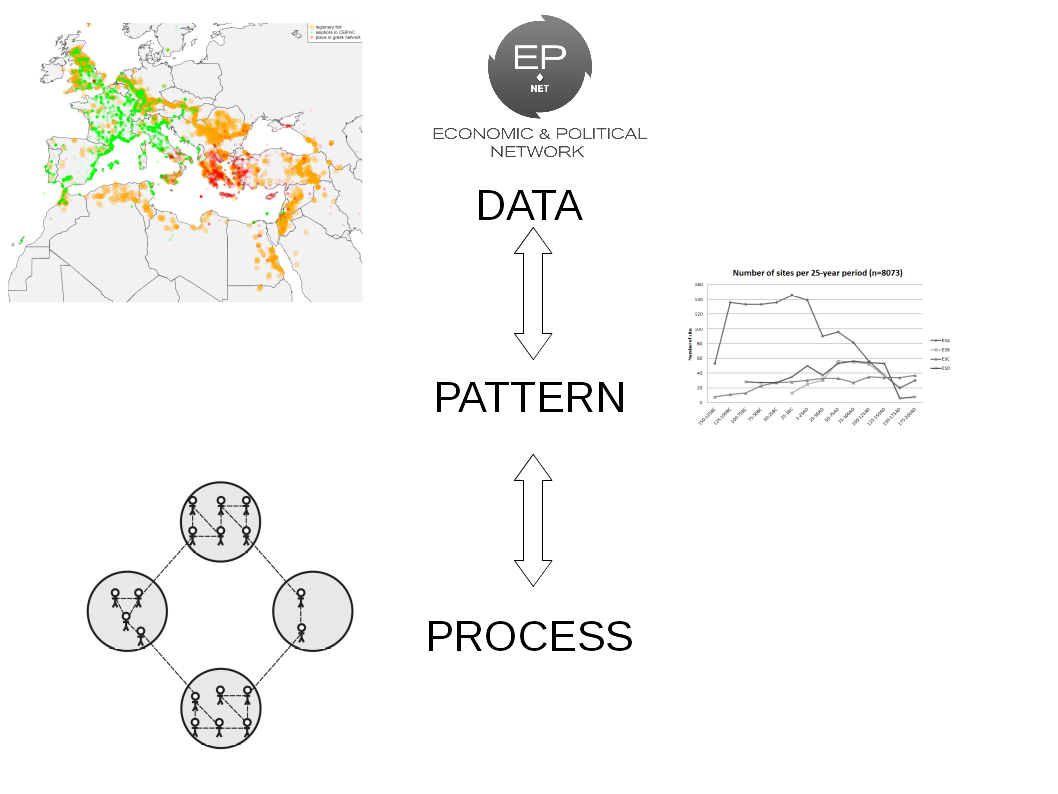 legionary fort
amphora in CEIPAC
place in greek network
EP
NET
ECONOMIC & POLITICAL
NETWORK
DATA
Number of sites per 25-year period (n=8073)
160
140
120
100
80
60
40
20
0
Number of sites
ESA
ESB
ESC
ESD
150-125BC
125-100BC
100-75BC
75-50BC
50-25BC
25-1BC
1-25AD
25-50AD
50-75AD
75-100AD
100-125AD
125-150AD
150-175AD
175-200AD
PATTERN
PROCESS